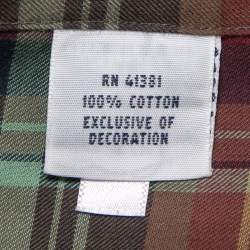 RN 41381
100% COTTON
EXCLUSIVE OF
DECORATION